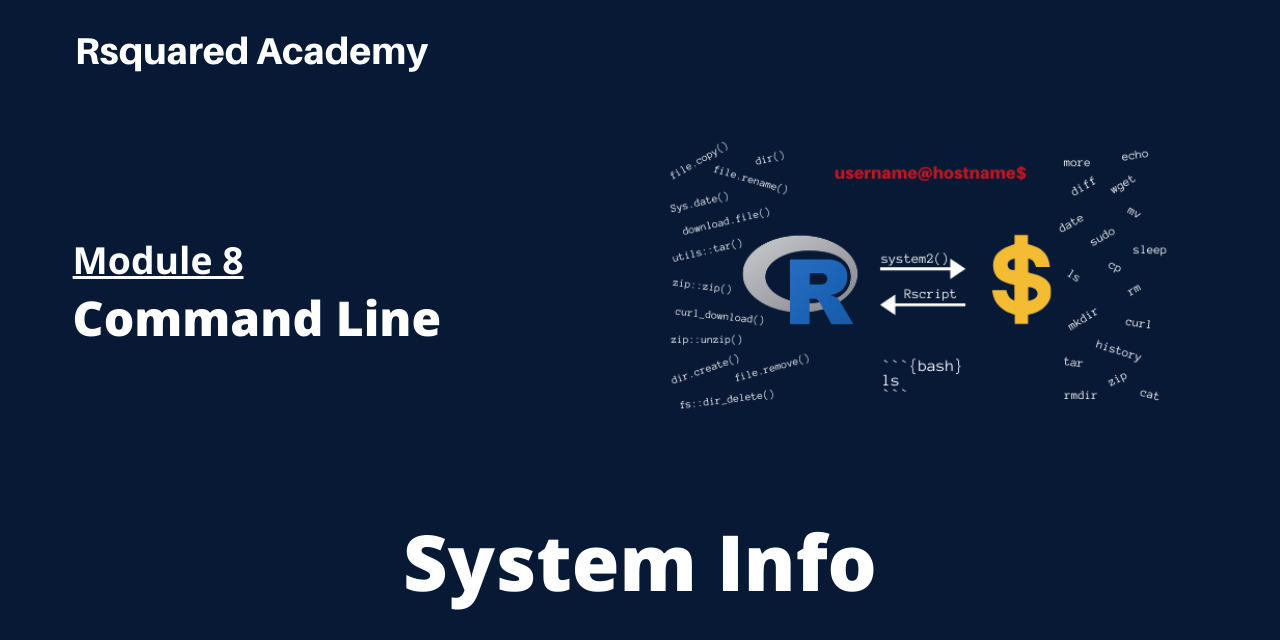 Rsquared Academy
Module 8
Command Line
file.copy()
dir()
file.rename()
Sys.date()
download.file()
utils::tar()
zip::zip()
curl_download()
zip::unzip()
dir.create()
file.remove()
fs::dir_delete()
username@hostname$
R
system2()
Rscript
$
```{bash}
ls
```
more
echo
diff
wget
date
mv
sudo
sleep
ls
cp
rm
mkdir
curl
history
tar
zip
rmdir
cat
System Info